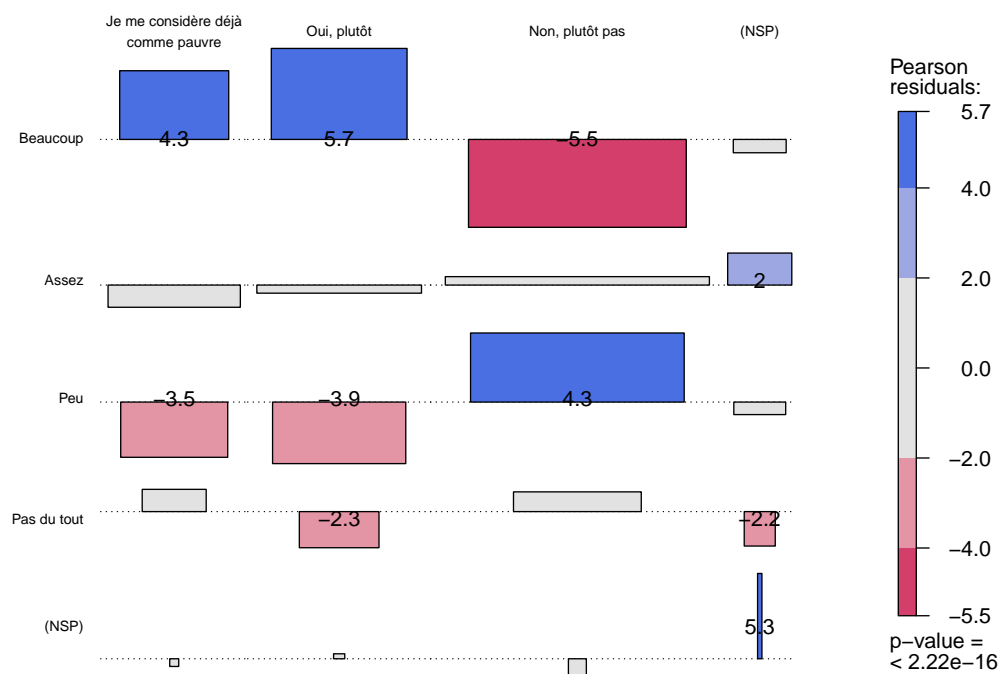 Je me considère déjà
comme pauvre
Oui, plutôt
Non, plutôt pas
(NSP)
Pearson
residuals:
5.7
4.0
2.0
0.0
−2.0
−4.0
−5.5
p−value =
< 2.22e−16
Beaucoup
4.3
5.7
−5.5
Assez
2
Peu
−3.5
−3.9
4.3
Pas du tout
−2.3
−2.2
(NSP)
5.3